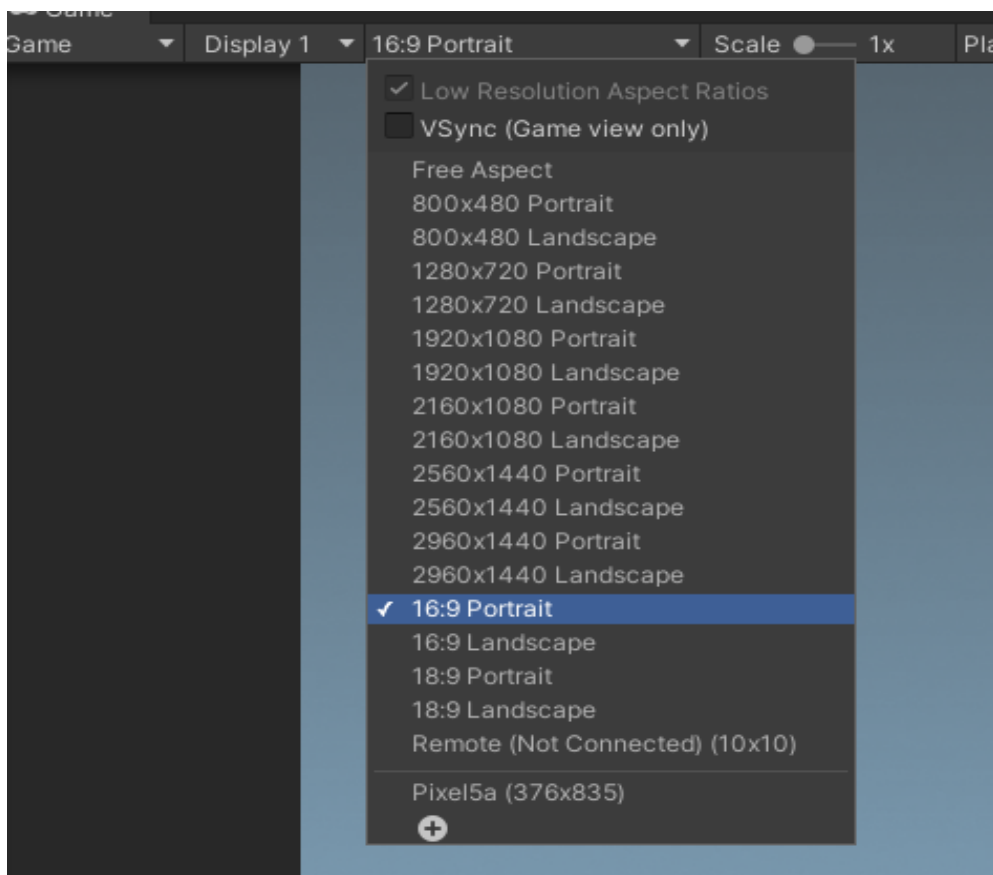 Game
Game Display 1 16:9 Portrait Scale 1x Pla
Low Resolution Aspect Ratios
VSync (Game view only)
Free Aspect
800x480 Portrait
800x480 Landscape
1280x720 Portrait
1280x720 Landscape
1920x1080 Portrait
1920x1080 Landscape
2160x1080 Portrait
2160x1080 Landscape
2560x1440 Portrait
2560x1440 Landscape
2960x1440 Portrait
2960x1440 Landscape
16:9 Portrait
16:9 Landscape
18:9 Portrait
18:9 Landscape
Remote (Not Connected) (10x10)
Pixel5a (376x835)